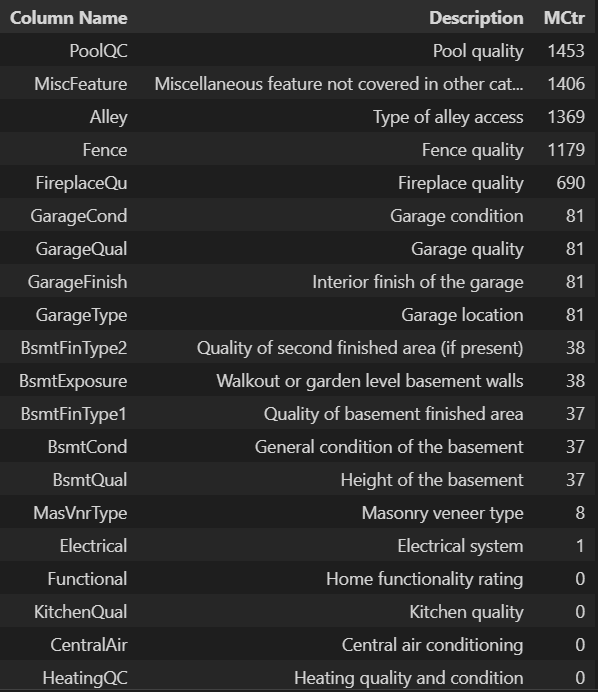 Column Name Description MCtr
PoolQC Pool quality 1453
MiscFeature Miscellaneous feature not covered in other cat... 1406
Alley Type of alley access 1369
Fence Fence quality 1179
FireplaceQu Fireplace quality 690
GarageCond Garage condition 81
GarageQual Garage quality 81
GarageFinish Interior finish of the garage 81
GarageType Garage location 81
BsmtFinType2 Quality of second finished area (if present) 38
BsmtExposure Walkout or garden level basement walls 38
BsmtFinType1 Quality of basement finished area 37
BsmtCond General condition of the basement 37
BsmtQual Height of the basement 37
MasVnrType Masonry veneer type 8
Electrical Electrical system 1
Functional Home functionality rating 0
KitchenQual Kitchen quality 0
CentralAir Central air conditioning 0
HeatingQC Heating quality and condition 0